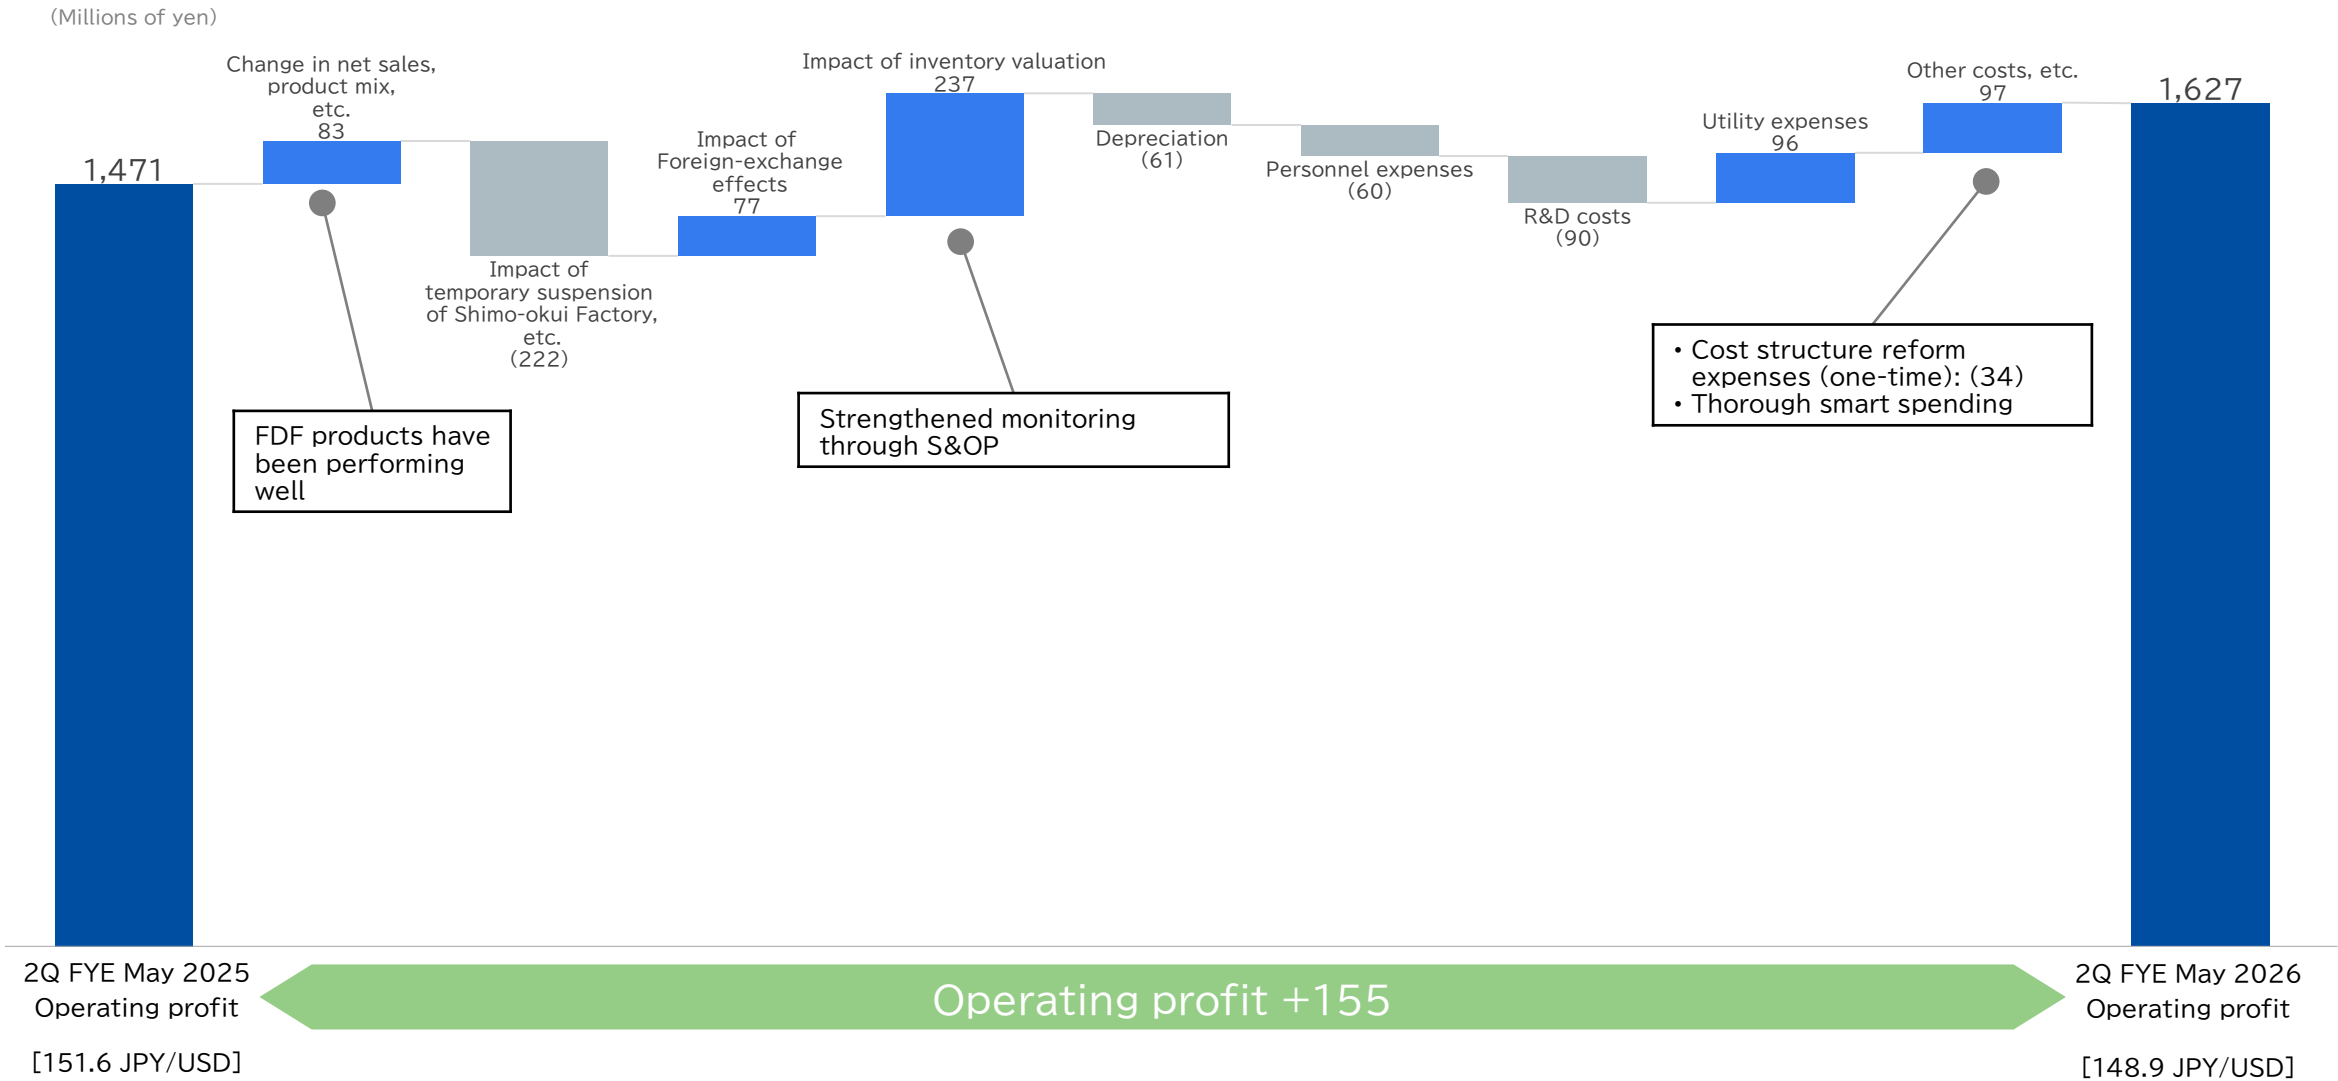 (Millions of yen)
1,471
Change in net sales,
product mix,
etc.
83
Impact of
temporary suspension
of Shimo-okui Factory,
etc.
(222)
Impact of
Foreign-exchange
effects
77
Impact of inventory valuation
237
Depreciation
(61)
Personnel expenses
(60)
R&D costs
(90)
Utility expenses
96
Other costs, etc.
97
1,627
FDF products have
been performing
well
Strengthened monitoring
through S&OP
・Cost structure reform
expenses (one-time): (34)
・Thorough smart spending
2Q FYE May 2025
Operating profit
[151.6 JPY/USD]
Operating profit +155
2Q FYE May 2026
Operating profit
[148.9 JPY/USD]